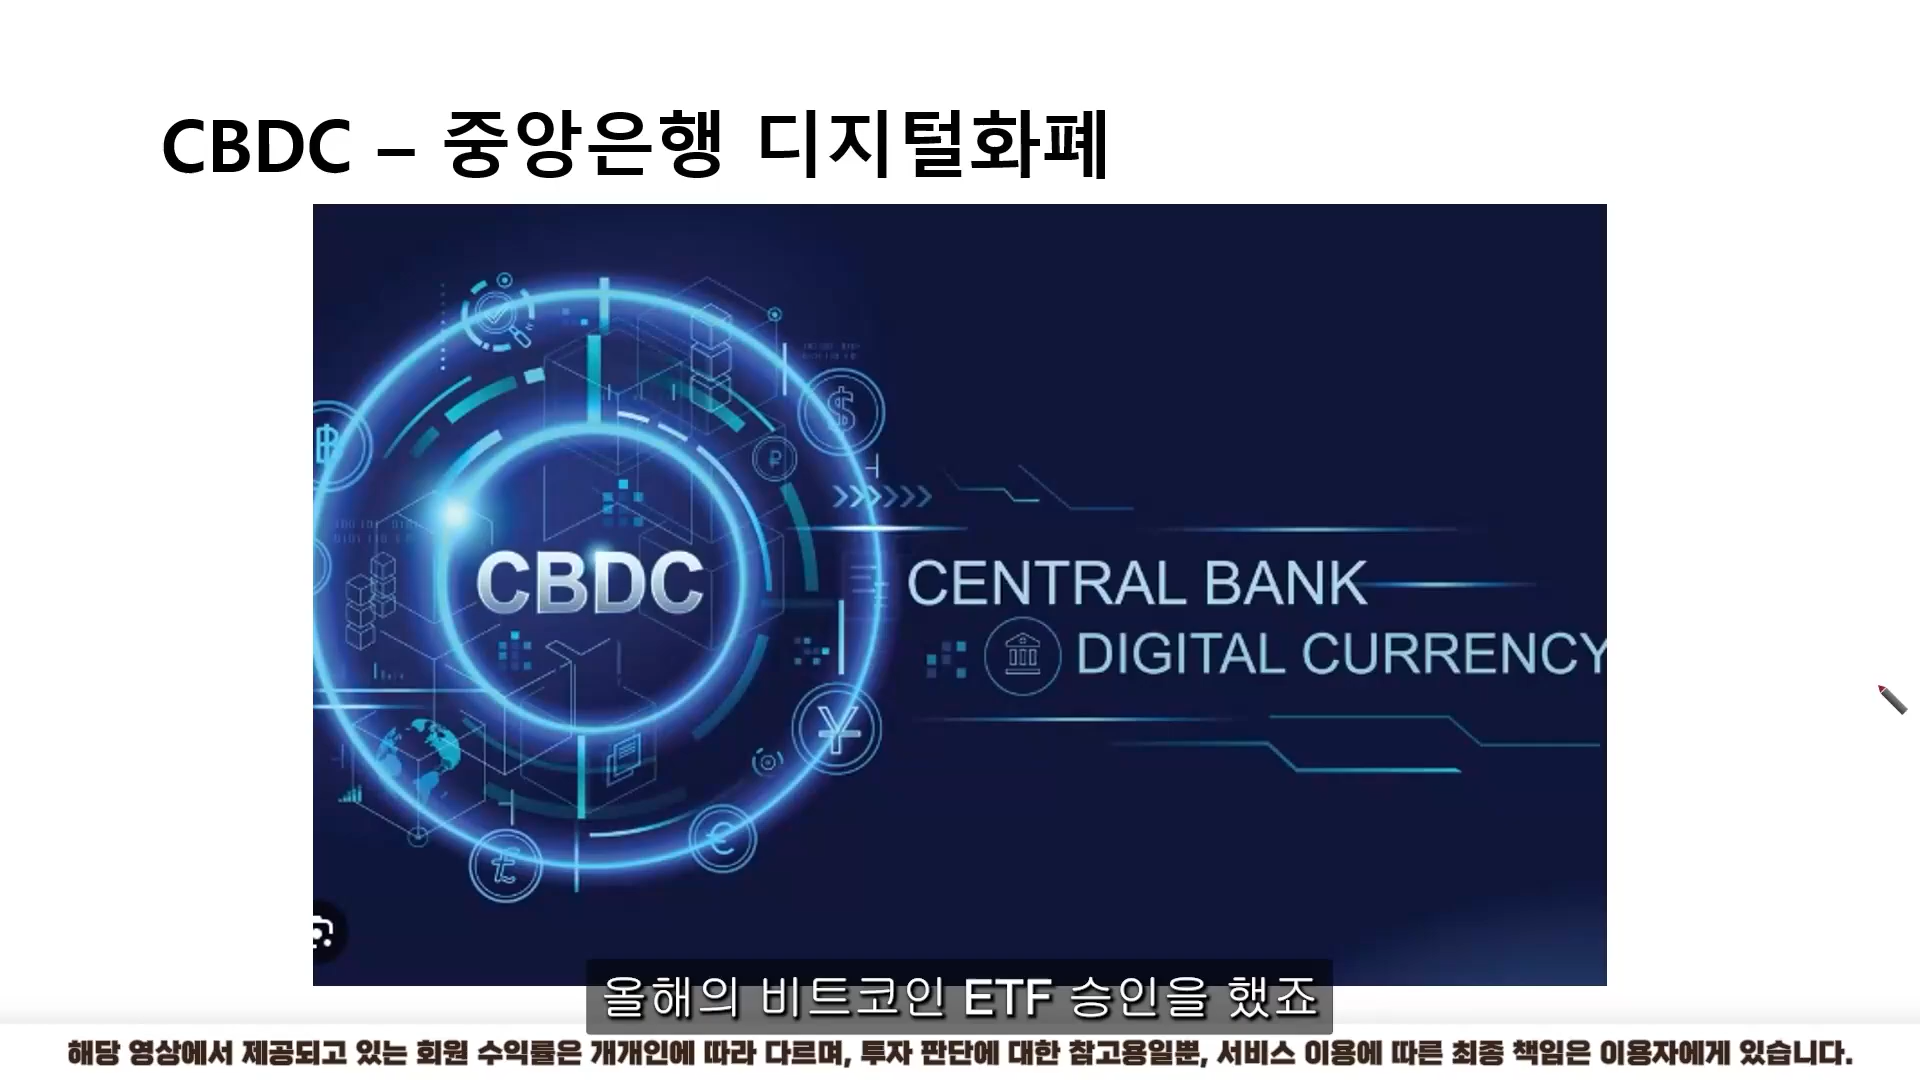 CBDC – 중앙은행 디지털화폐
CBDC
CENTRAL BANK
DIGITAL CURRENCY
올해의 비트코인 ETF 승인을 했죠
해당 영상에서 제공되고 있는 회원 수익률은 개개인에 따라 다르며, 투자 판단에 대한 참고용일뿐, 서비스 이용에 따른 최종 책임은 이용자에게 있습니다.